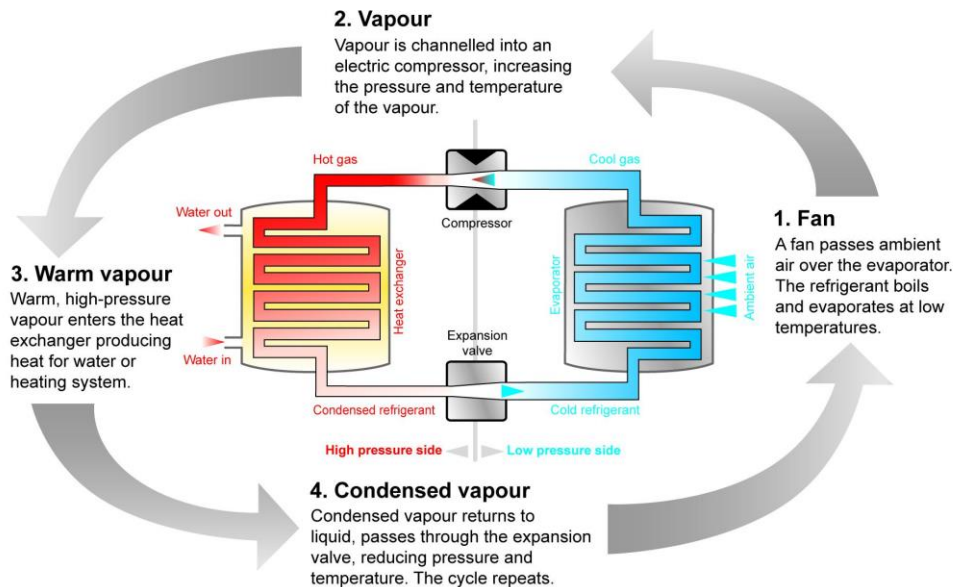 2. Vapour
Vapour is channelled into an
electric compressor, increasing
the pressure and temperature
of the vapour.
Hot gas
Cool gas
Compressor
Water out
Heat exchanger
Water in
Evaporator
Ambient air
1. Fan
A fan passes ambient
air over the evaporator.
The refrigerant boils
and evaporates at low
temperatures.
3. Warm vapour
Warm, high-pressure
vapour enters the heat
exchanger producing
heat for water or
heating system.
Expansion
valve
Condensed refrigerant
Cold refrigerant
High pressure side
Low pressure side
4. Condensed vapour
Condensed vapour returns to
liquid, passes through the expansion
valve, reducing pressure and
temperature. The cycle repeats.